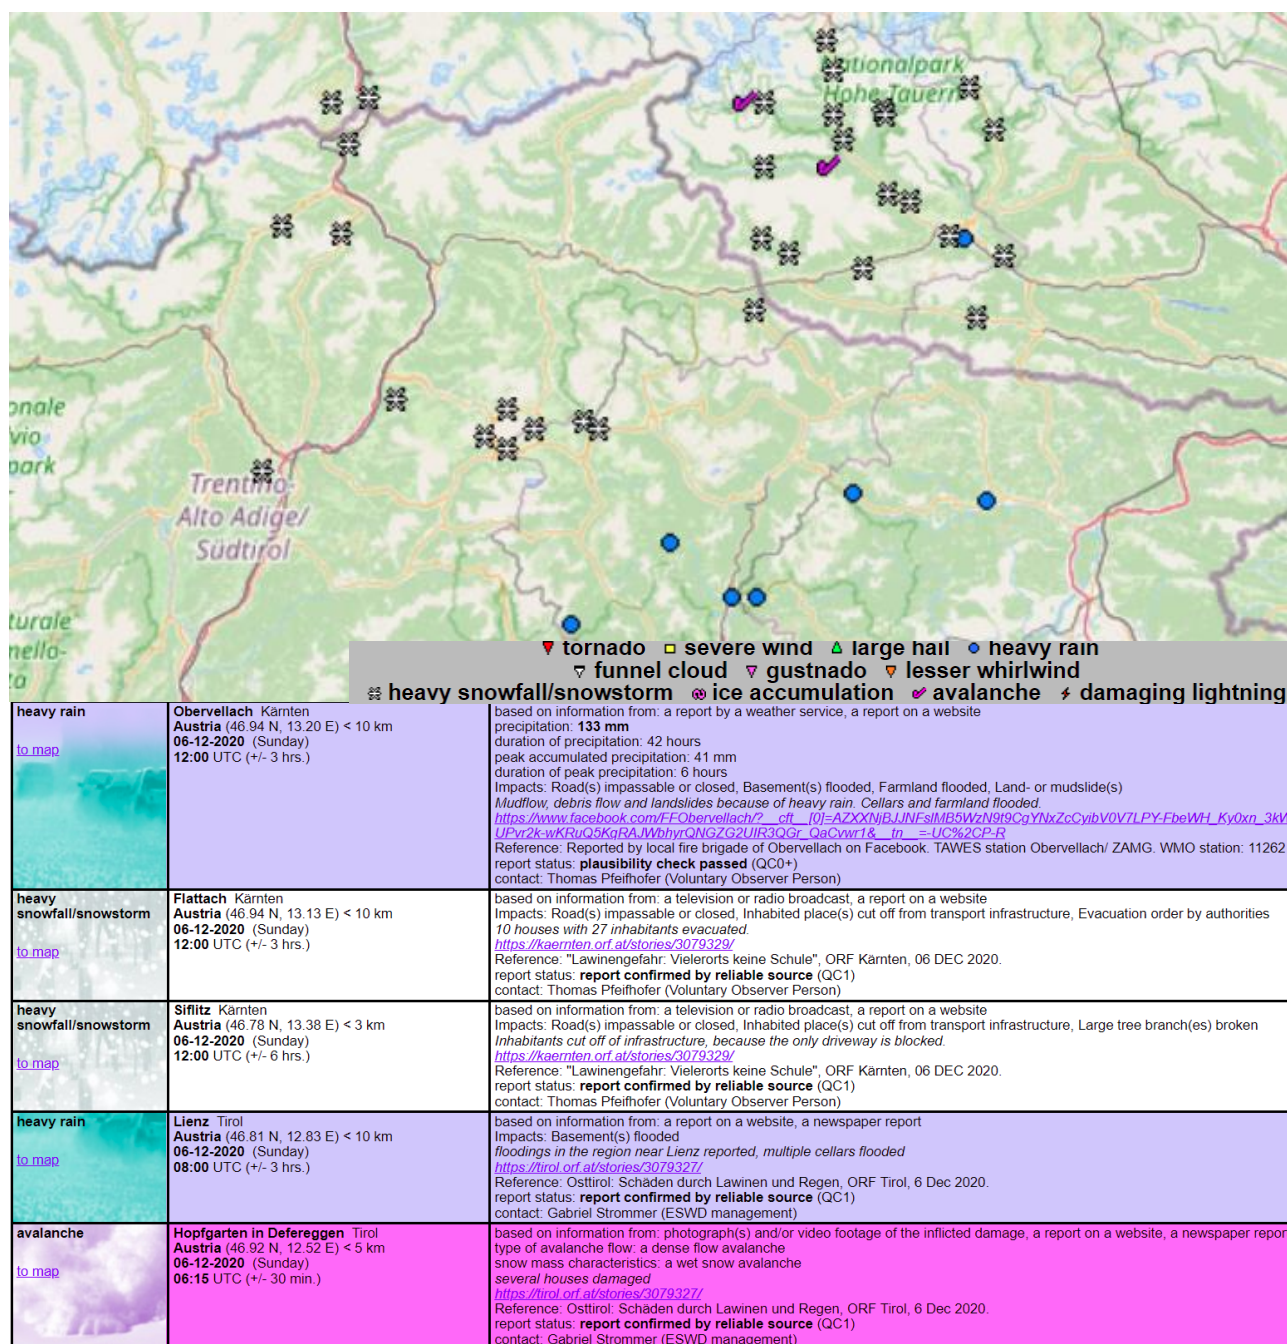 Nationalpark
Hohe Tauern
onale
vio
park
Trentino-
Alto Adige/
Südtirol
turale
nello-
ta
tornado severe wind large hail heavy rain
funnel cloud gustnado lesser whirlwind
heavy snowfall/snowstorm ice accumulation avalanche damaging lightning
heavy rain
to map
Obervellach Kärnten
Austria (46.94 N, 13.20 E) < 10 km
06-12-2020 (Sunday)
12:00 UTC (+/- 3 hrs.)
based on information from: a report by a weather service, a report on a website
precipitation: 133 mm
duration of precipitation: 42 hours
peak accumulated precipitation: 41 mm
duration of peak precipitation: 6 hours
Impacts: Road(s) impassable or closed, Basement(s) flooded, Farmland flooded, Land- or mudslide(s)
Mudflow, debris flow and landslides because of heavy rain. Cellars and farmland flooded.
Reference: Reported by local fire brigade of Obervellach on Facebook. TAWES station Obervellach/ ZAMG. WMO station: 11262
report status: plausibility check passed (QC0+)
contact: Thomas Pfeifhofer (Voluntary Observer Person)
heavy
snowfall/snowstorm
to map
Flattach Kärnten
Austria (46.94 N, 13.13 E) < 10 km
06-12-2020 (Sunday)
12:00 UTC (+/- 3 hrs.)
based on information from: a television or radio broadcast, a report on a website
Impacts: Road(s) impassable or closed, Inhabited place(s) cut off from transport infrastructure, Evacuation order by authorities
10 houses with 27 inhabitants evacuated.
https://kaernten.orf.at/stories/3079329/
Reference: "Lawinengefahr: Vielerorts keine Schule", ORF Kärnten, 06 DEC 2020.
report status: report confirmed by reliable source (QC1)
contact: Thomas Pfeifhofer (Voluntary Observer Person)
heavy
snowfall/snowstorm
to map
Siflitz Kärnten
Austria (46.78 N, 13.38 E) < 3 km
06-12-2020 (Sunday)
12:00 UTC (+/- 6 hrs.)
based on information from: a television or radio broadcast, a report on a website
Impacts: Road(s) impassable or closed, Inhabited place(s) cut off from transport infrastructure, Large tree branch(es) broken
Inhabitants cut off of infrastructure, because the only driveway is blocked.
https://kaernten.orf.at/stories/3079329/
Reference: "Lawinengefahr: Vielerorts keine Schule", ORF Kärnten, 06 DEC 2020.
report status: report confirmed by reliable source (QC1)
contact: Thomas Pfeifhofer (Voluntary Observer Person)
heavy rain
to map
Lienz Tirol
Austria (46.81 N, 12.83 E) < 10 km
06-12-2020 (Sunday)
08:00 UTC (+/- 3 hrs.)
based on information from: a report on a website, a newspaper report
Impacts: Basement(s) flooded
floodings in the region near Lienz reported, multiple cellars flooded
https://tirol.orf.at/stories/3079327/
Reference: Osttirol: Schäden durch Lawinen und Regen, ORF Tirol, 6 Dec 2020.
report status: report confirmed by reliable source (QC1)
contact: Gabriel Strommer (ESWD management)
avalanche
to map
Hopfgarten in Defereggen Tirol
Austria (46.92 N, 12.52 E) < 5 km
06-12-2020 (Sunday)
06:15 UTC (+/- 30 min.)
based on information from: photograph(s) and/or video footage of the inflicted damage, a report on a website, a newspaper repor
type of avalanche flow: a dense flow avalanche
snow mass characteristics: a wet snow avalanche
several houses damaged
https://tirol.orf.at/stories/3079327/
Reference: Osttirol: Schäden durch Lawinen und Regen, ORF Tirol, 6 Dec 2020.
report status: report confirmed by reliable source (QC1)
contact: Gabriel Strommer (ESWD management)